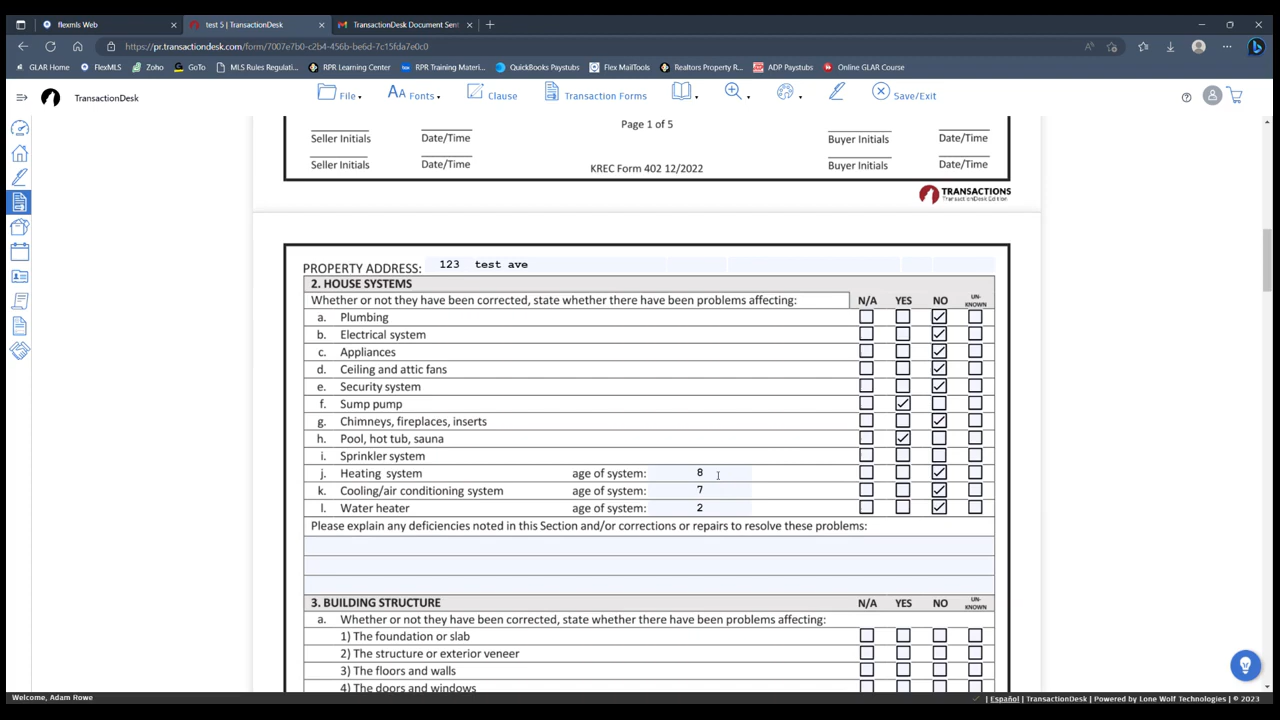 flexmls Web
test 5 | TransactionDesk
TransactionDesk Document Sent
https://pr.transactiondesk.com/form/7007e7b0-c2b4-456b-be6d-7c15fda7e0c0
GLAR Home
FlexMLS
Zoho
GoTo
MLS Rules Regulati...
RPR Learning Center
RPR Training Materi...
QuickBooks Paystubs
Flex MailTools
Realtors Property R...
ADP Paystubs
Online GLAR Course
TransactionDesk
File
Fonts
Clause
Transaction Forms
Save/Exit
Page 1 of 5
Seller Initials Date/Time Buyer Initials Date/Time
Seller Initials Date/Time Buyer Initials Date/Time
KREC Form 402 12/2022
TRANSACTIONS
TransactionDesk Edition
PROPERTY ADDRESS: 123 test ave
2. HOUSE SYSTEMS
Whether or not they have been corrected, state whether there have been problems affecting: N/A YES NO UN-KNOWN
a. Plumbing
b. Electrical system
c. Appliances
d. Ceiling and attic fans
e. Security system
f. Sump pump
g. Chimneys, fireplaces, inserts
h. Pool, hot tub, sauna
i. Sprinkler system
j. Heating system age of system: 8
k. Cooling/air conditioning system age of system: 7
l. Water heater age of system: 2
Please explain any deficiencies noted in this Section and/or corrections or repairs to resolve these problems:
3. BUILDING STRUCTURE N/A YES NO UN-KNOWN
a. Whether or not they have been corrected, state whether there have been problems affecting:
1) The foundation or slab
2) The structure or exterior veneer
3) The floors and walls
4) The doors and windows
Welcome, Adam Rowe
| Español | TransactionDesk | Powered by Lone Wolf Technologies | © 2023